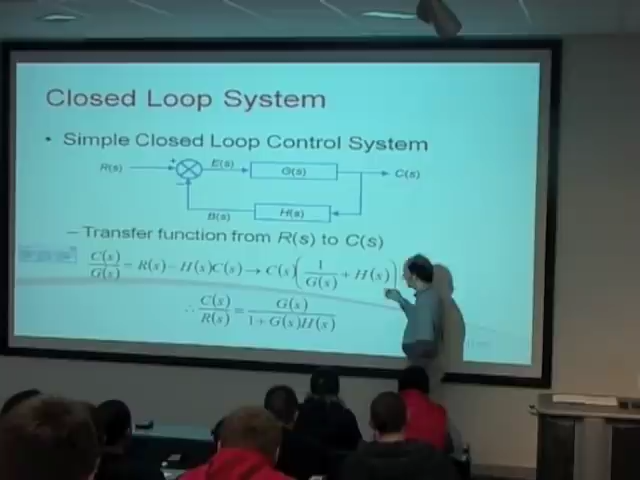 Closed Loop System
• Simple Closed Loop Control System
R(s) + E(s) G(s) C(s)
−
B(s) H(s)
– Transfer function from R(s) to C(s)
C(s)/G(s) = R(s) − H(s)C(s) → C(s)(1/G(s) + H(s))
∴ C(s)/R(s) = G(s)/1 + G(s)H(s)